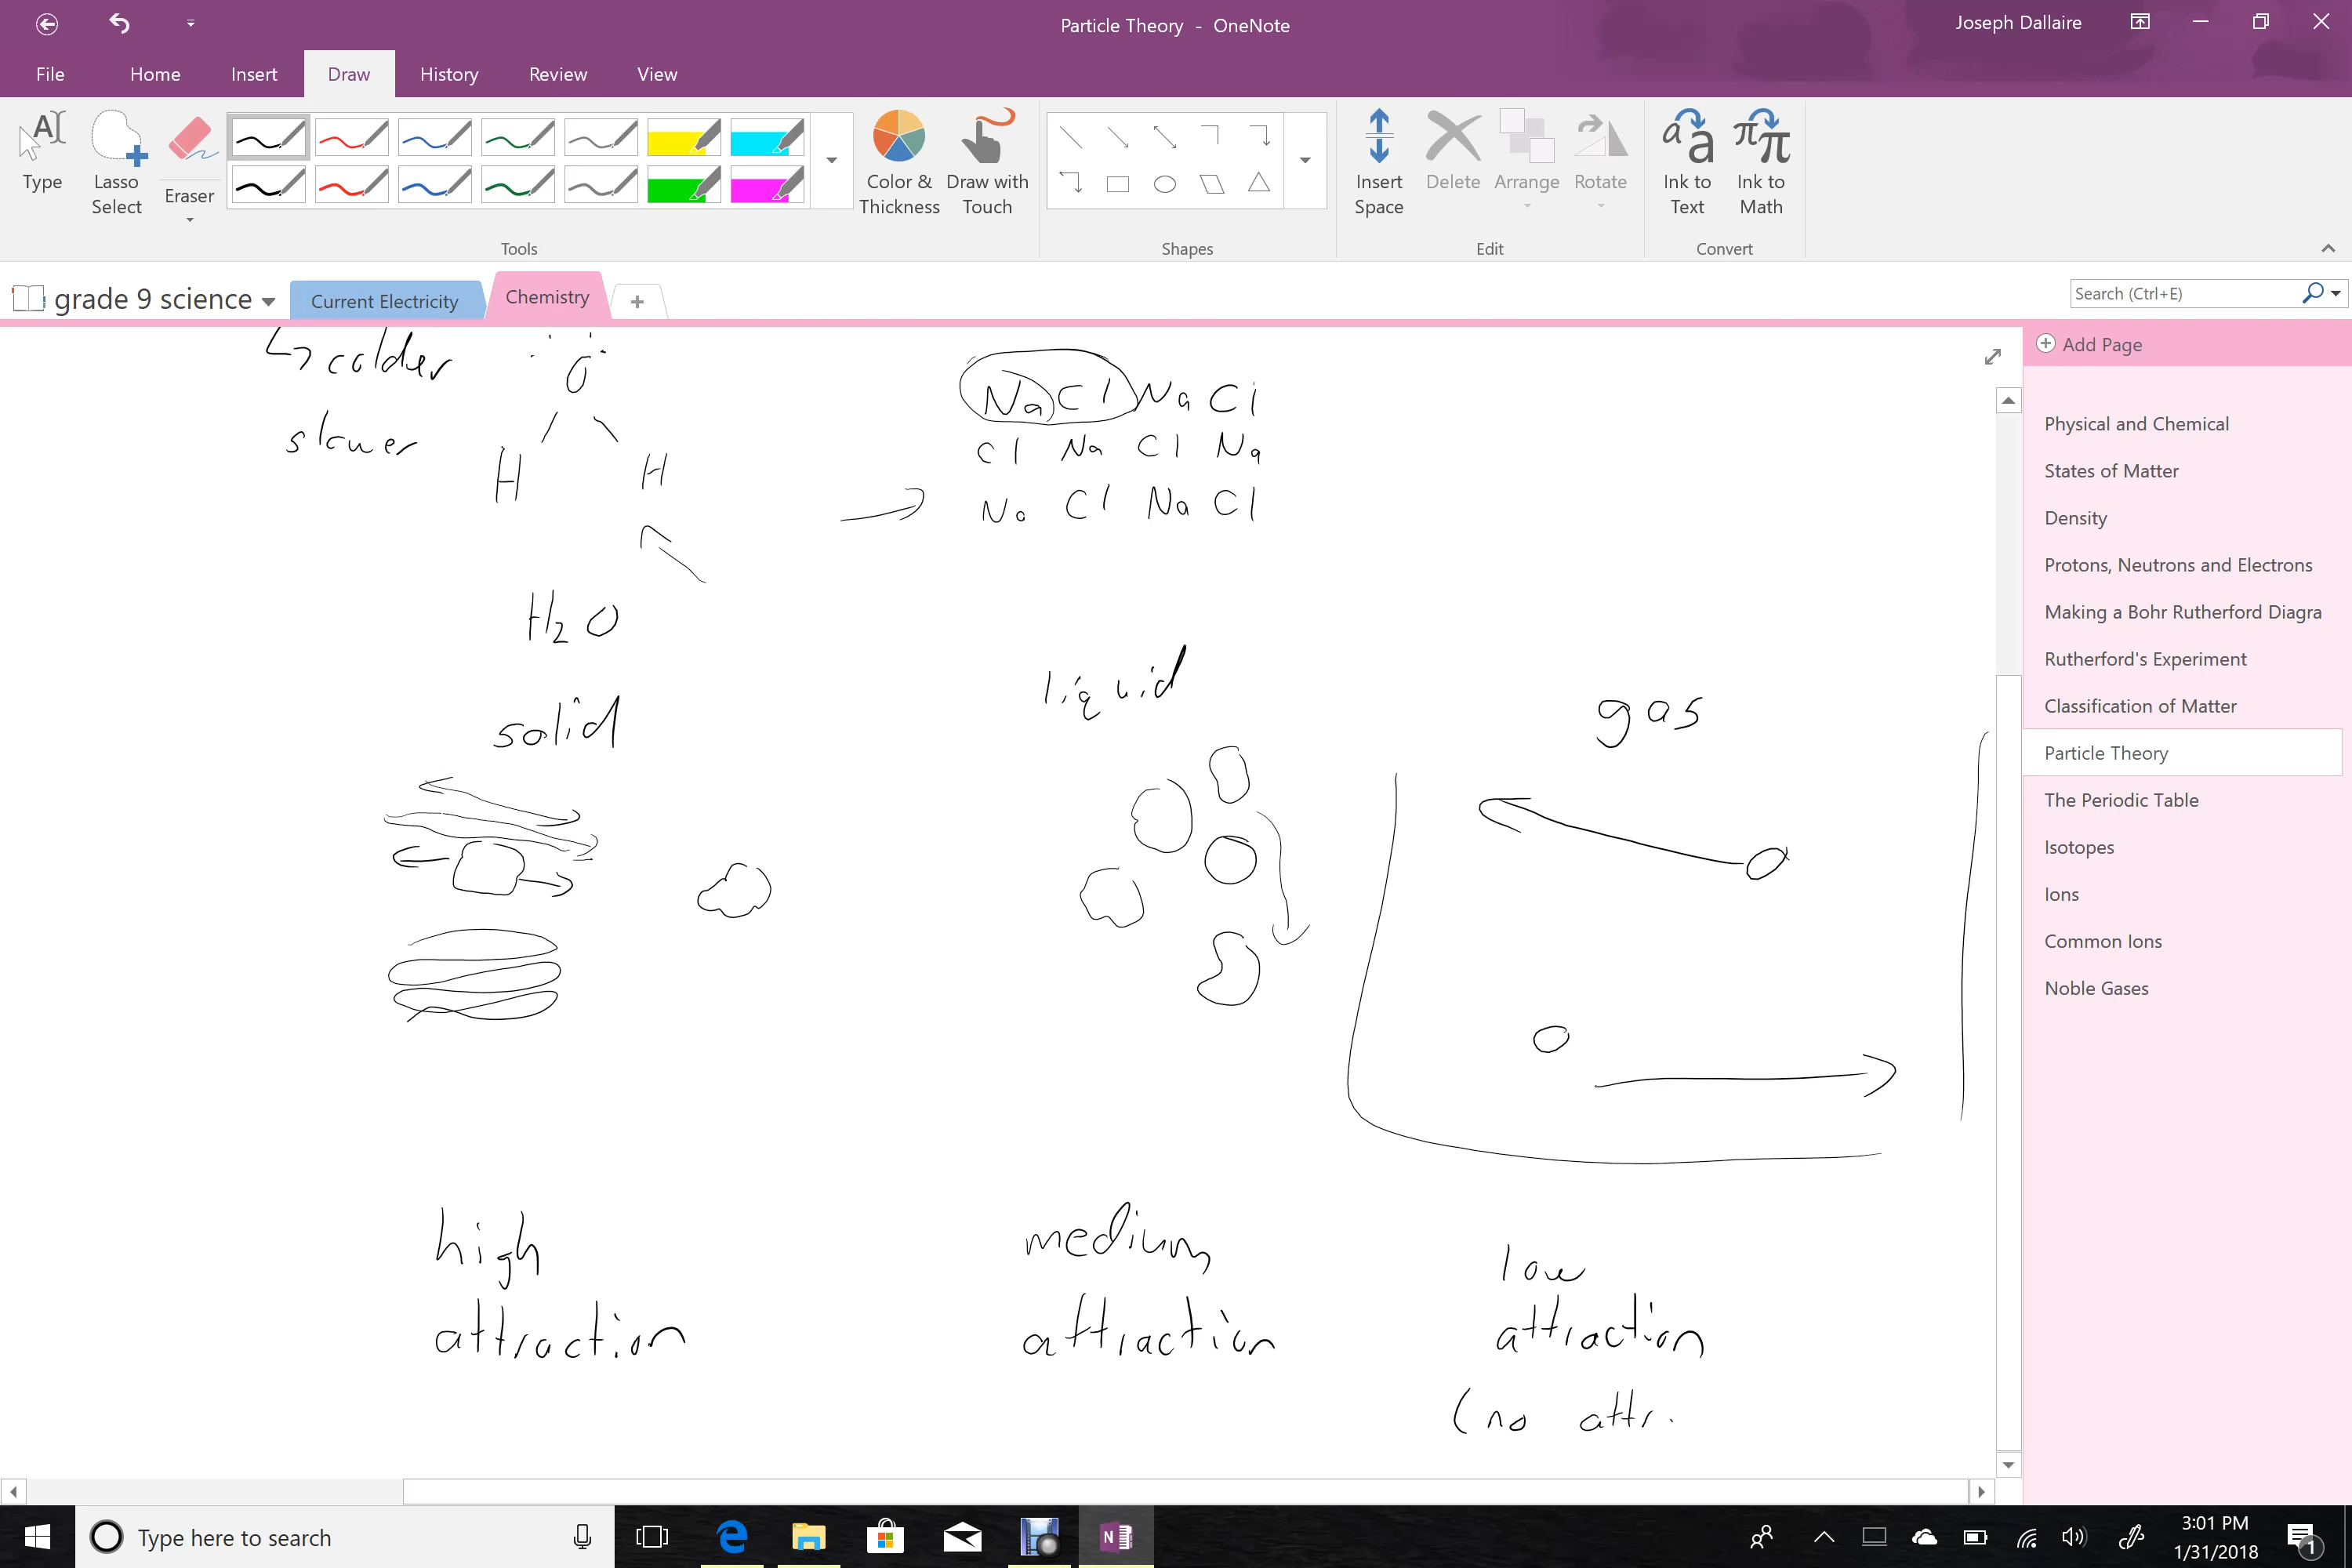 Particle Theory - OneNote
Joseph Dallaire
File Home Insert Draw History Review View
Type
Lasso Select
Eraser
Color & Thickness
Draw with Touch
Insert Space
Delete
Arrange
Rotate
Ink to Text
Ink to Math
Tools
Shapes
Edit
Convert
grade 9 science
Current Electricity
Chemistry
Search (Ctrl+E)
Add Page
Physical and Chemical
States of Matter
Density
Protons, Neutrons and Electrons
Making a Bohr Rutherford Diagra
Rutherford's Experiment
Classification of Matter
Particle Theory
The Periodic Table
Isotopes
Ions
Common Ions
Noble Gases
colder
slower
O
H H
H2O
Na Cl Na Cl
Cl Na Cl Na
Na Cl Na Cl
solid
liquid
gas
high
attraction
medium
attraction
low
attraction
(no attr.
Type here to search
3:01 PM
1/31/2018
1